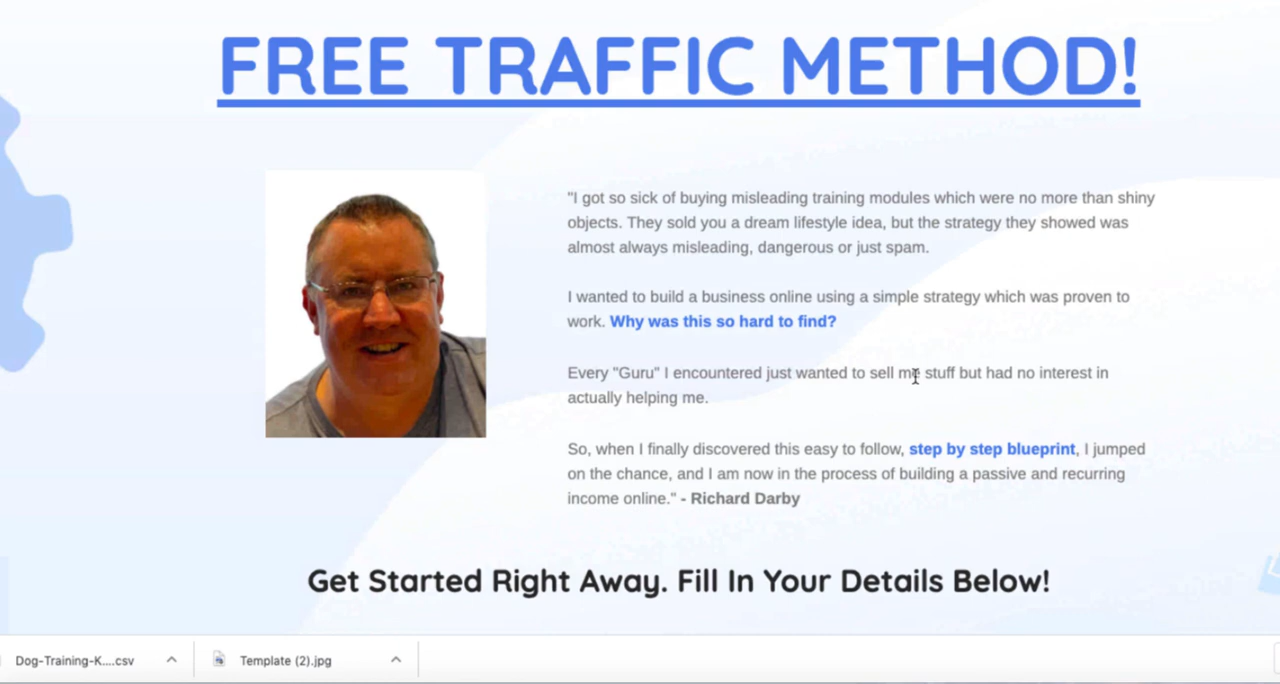 FREE TRAFFIC METHOD!
"I got so sick of buying misleading training modules which were no more than shiny
objects. They sold you a dream lifestyle idea, but the strategy they showed was
almost always misleading, dangerous or just spam.
I wanted to build a business online using a simple strategy which was proven to
work. Why was this so hard to find?
Every "Guru" I encountered just wanted to sell me stuff but had no interest in
actually helping me.
So, when I finally discovered this easy to follow, step by step blueprint, I jumped
on the chance, and I am now in the process of building a passive and recurring
income online." - Richard Darby
Get Started Right Away. Fill In Your Details Below!
Dog-Training-K....csv
Template (2).jpg